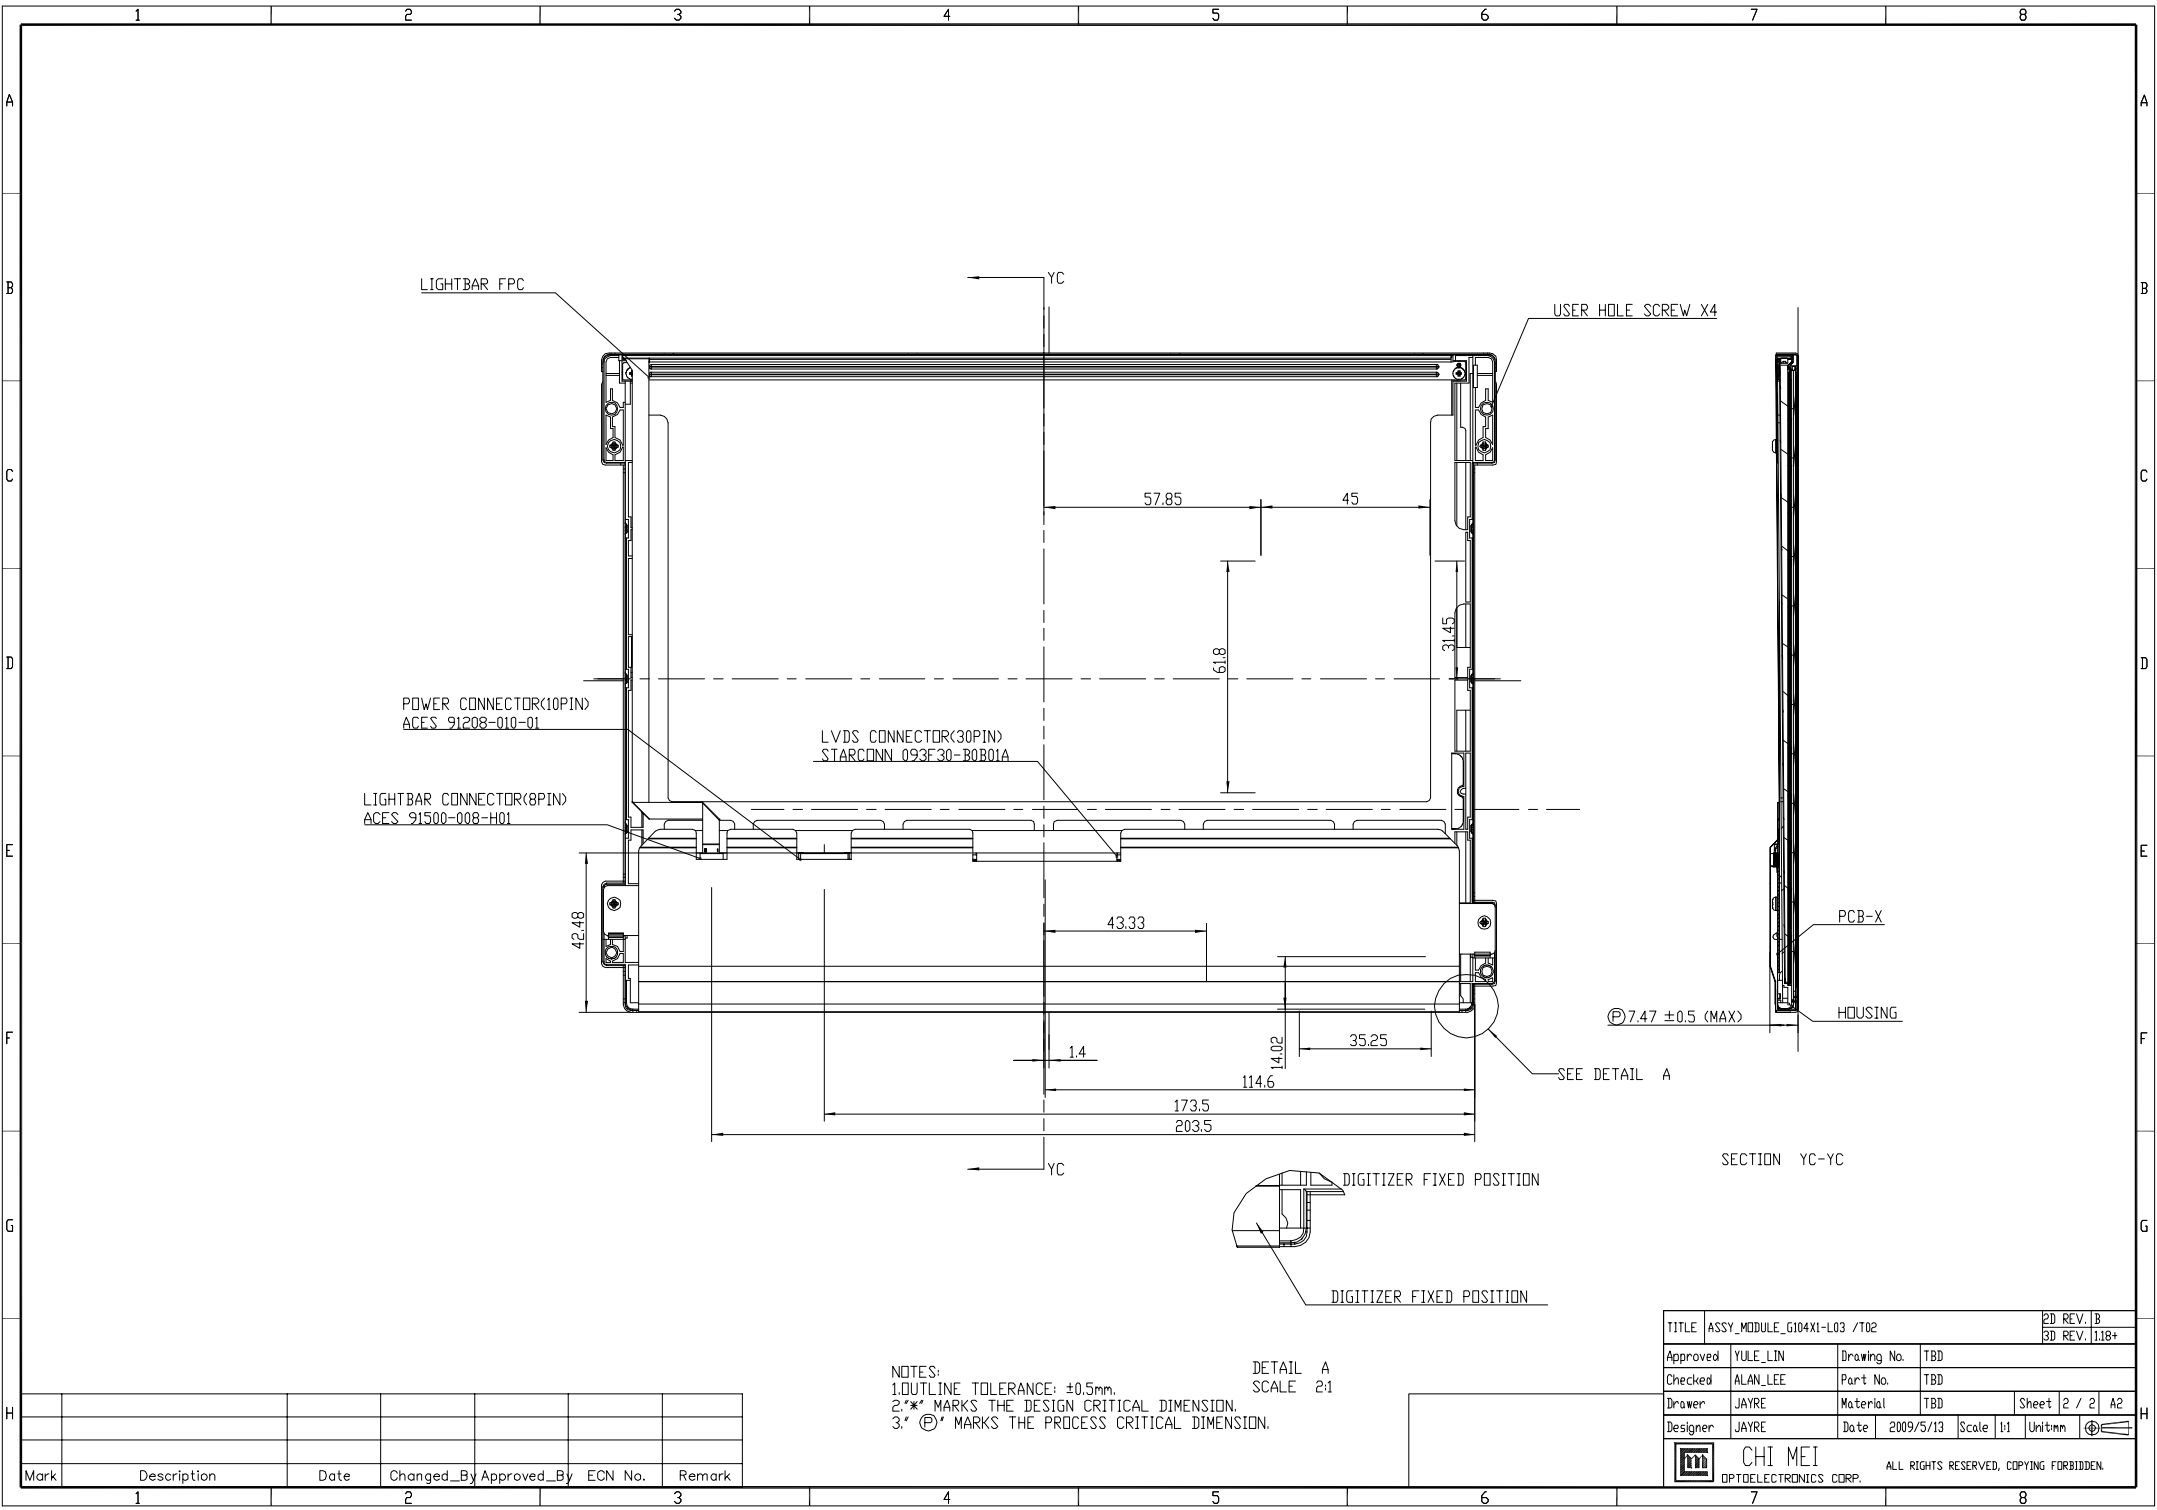 1 2 3 4 5 6 7 8
A A
B B
C C
D D
E E
F F
G G
H H
YC
LIGHTBAR FPC
USER HOLE SCREW X4
57.85
45
61.8
31.45
POWER CONNECTOR(10PIN)
ACES 91208-010-01
LVDS CONNECTOR(30PIN)
STARCONN 093F30-B0B01A
LIGHTBAR CONNECTOR(8PIN)
ACES 91500-008-H01
42.48
43.33
PCB-X
HOUSING
Ⓟ7.47 ±0.5 (MAX)
14.02
35.25
1.4
SEE DETAIL A
114.6
173.5
203.5
YC
SECTION YC-YC
DIGITIZER FIXED POSITION
DIGITIZER FIXED POSITION
DETAIL A
SCALE 2:1
NOTES:
1.OUTLINE TOLERANCE: ±0.5mm.
2."*" MARKS THE DESIGN CRITICAL DIMENSION.
3." Ⓟ" MARKS THE PROCESS CRITICAL DIMENSION.
TITLE ASSY_MODULE_G104X1-L03 /T02
2D REV. B
3D REV. 1.18+
Approved YULE_LIN Drawing No. TBD
Checked ALAN_LEE Part No. TBD
Drawer JAYRE Material TBD Sheet 2 / 2 A2
Designer JAYRE Date 2009/5/13 Scale 1:1 Unit:mm
CHI MEI
OPTOELECTRONICS CORP.
ALL RIGHTS RESERVED, COPYING FORBIDDEN.
Mark Description Date Changed_By Approved_By ECN No. Remark
1 2 3 4 5 6 7 8